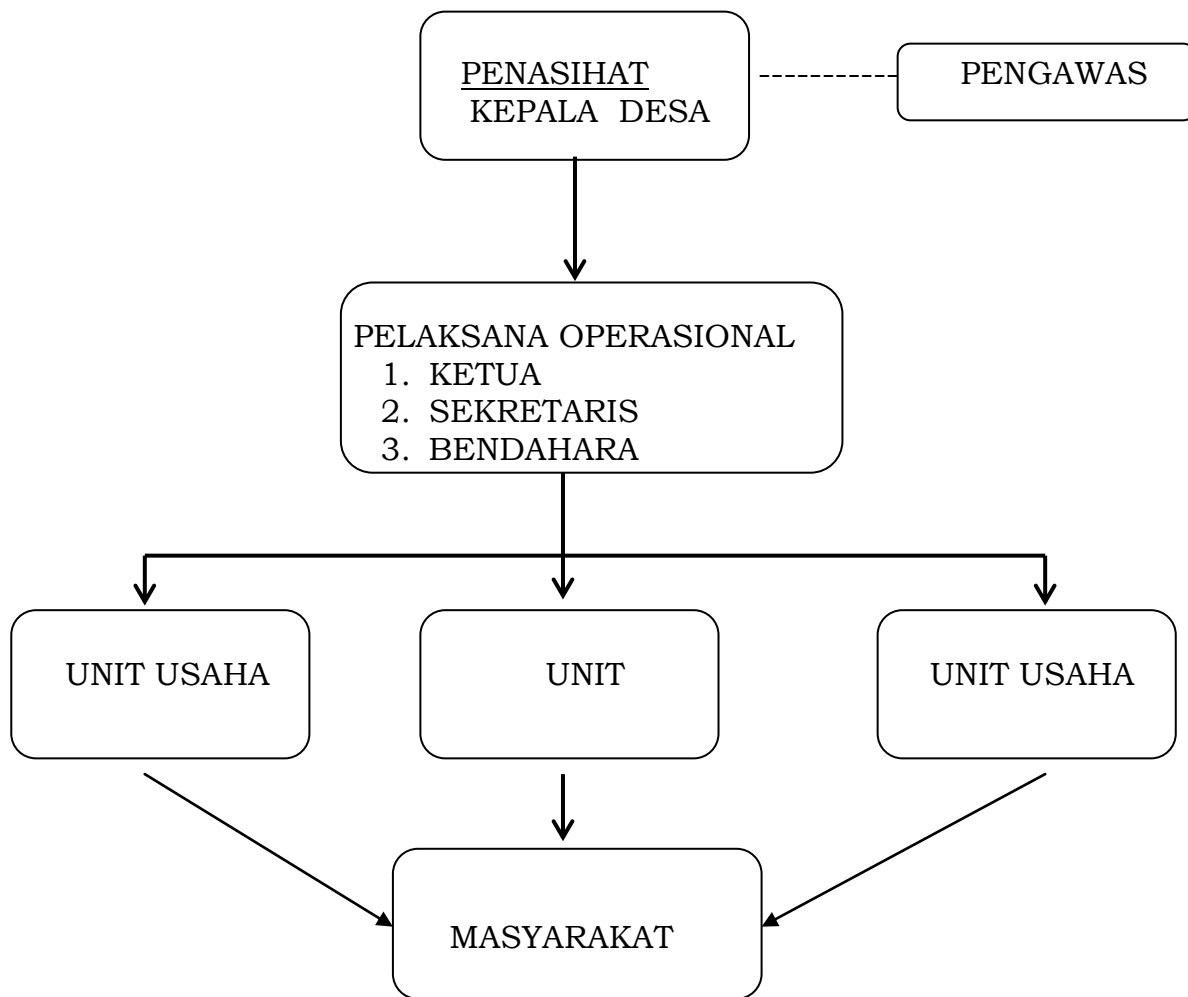 PENASIHAT
KEPALA DESA
PENGAWAS
PELAKSANA OPERASIONAL
1. KETUA
2. SEKRETARIS
3. BENDAHARA
UNIT USAHA
UNIT
UNIT USAHA
MASYARAKAT